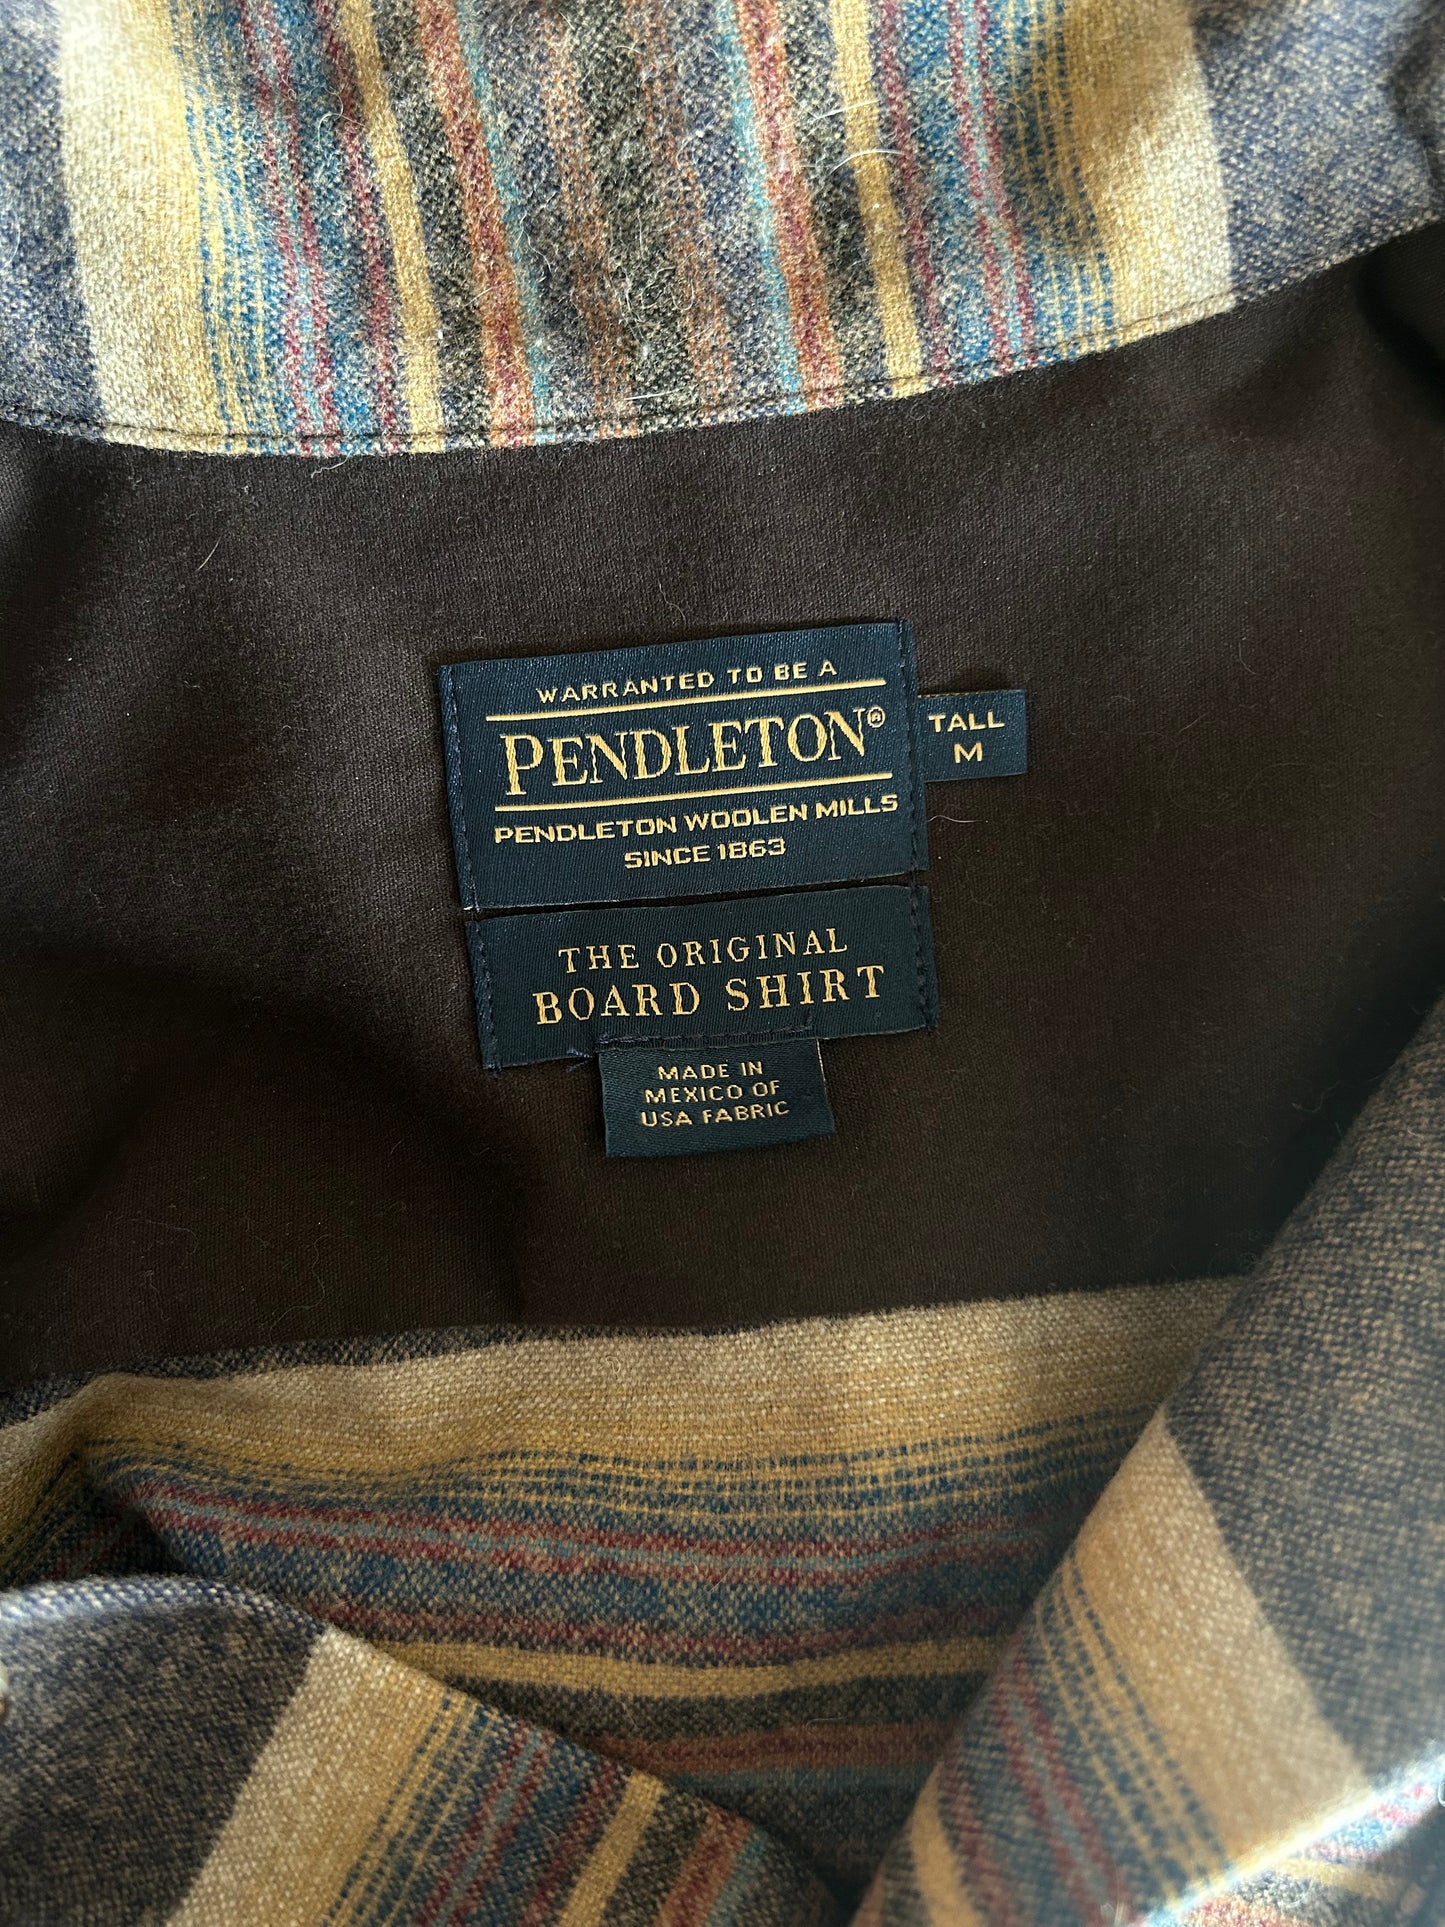 WARRANTED TO BE A
PENDLETON®
PENDLETON WOOLEN MILLS
SINCE 1863
TALL
M
THE ORIGINAL
BOARD SHIRT
MADE IN
MEXICO OF
USA FABRIC